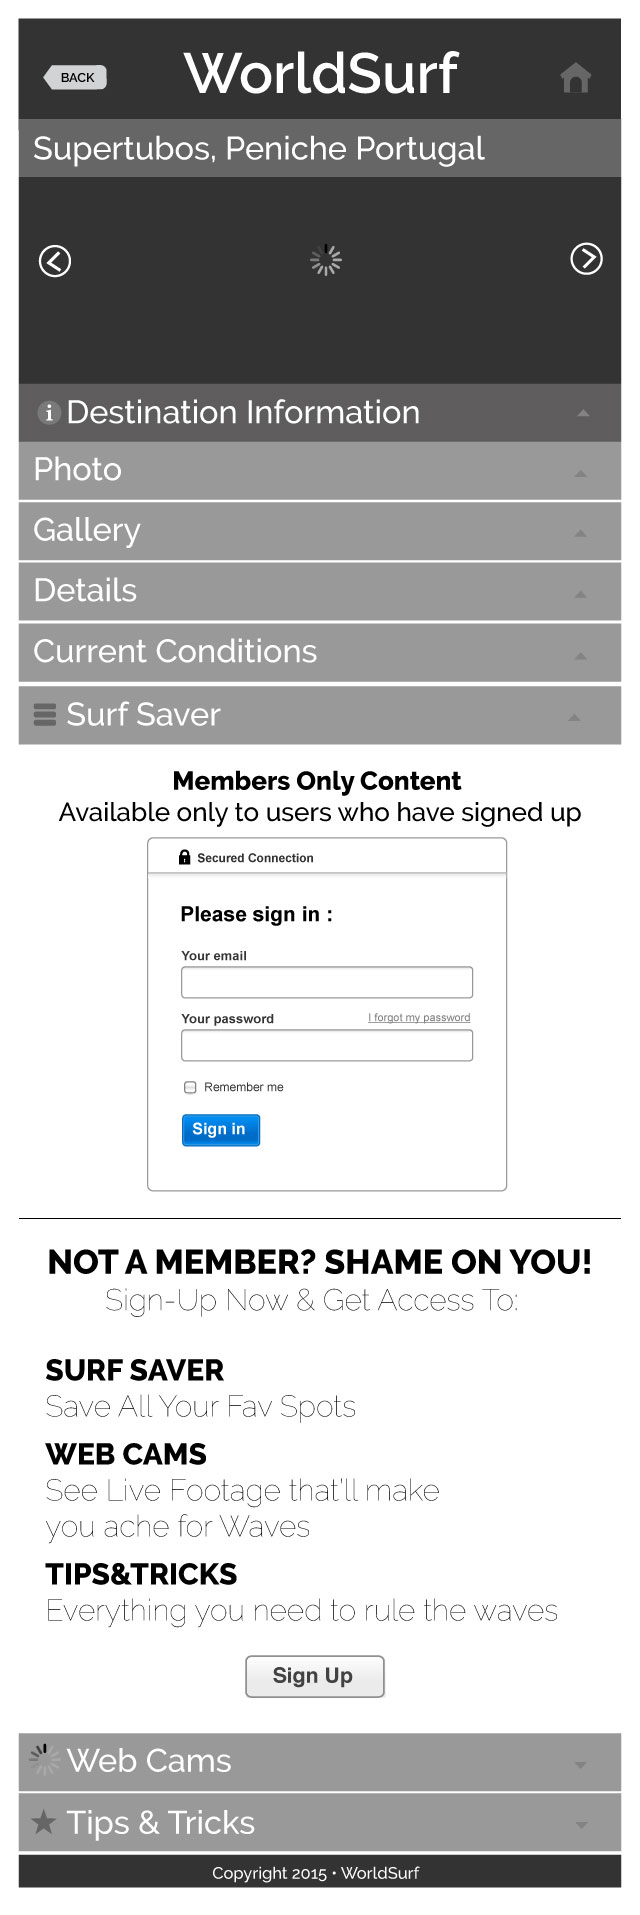 BACK
WorldSurf
Supertubos, Peniche Portugal
Destination Information
Photo
Gallery
Details
Current Conditions
Surf Saver
Members Only Content
Available only to users who have signed up
Secured Connection
Please sign in :
Your email
Your password
I forgot my password
Remember me
Sign in
NOT A MEMBER? SHAME ON YOU!
Sign-Up Now & Get Access To:
SURF SAVER
Save All Your Fav Spots
WEB CAMS
See Live Footage that'll make
you ache for Waves
TIPS&TRICKS
Everything you need to rule the waves
Sign Up
Web Cams
Tips & Tricks
Copyright 2015 • WorldSurf